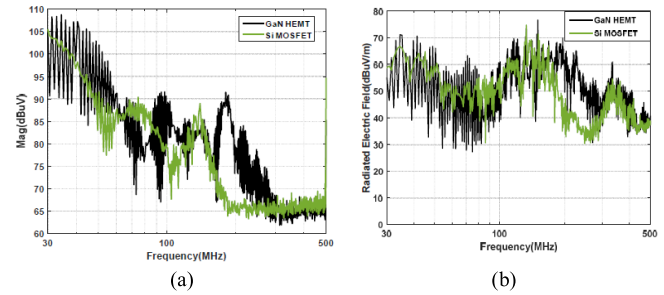 GaN HEMT
Si MOSFET
Mag(dBuV)
110
105
100
95
90
85
80
75
70
65
60
30
100
500
Frequency(MHz)
(a)
GaN HEMT
Si MOSFET
Radiated Electric Field(dBuV/m)
80
70
60
50
40
30
20
10
0
30
100
500
Frequency(MHz)
(b)